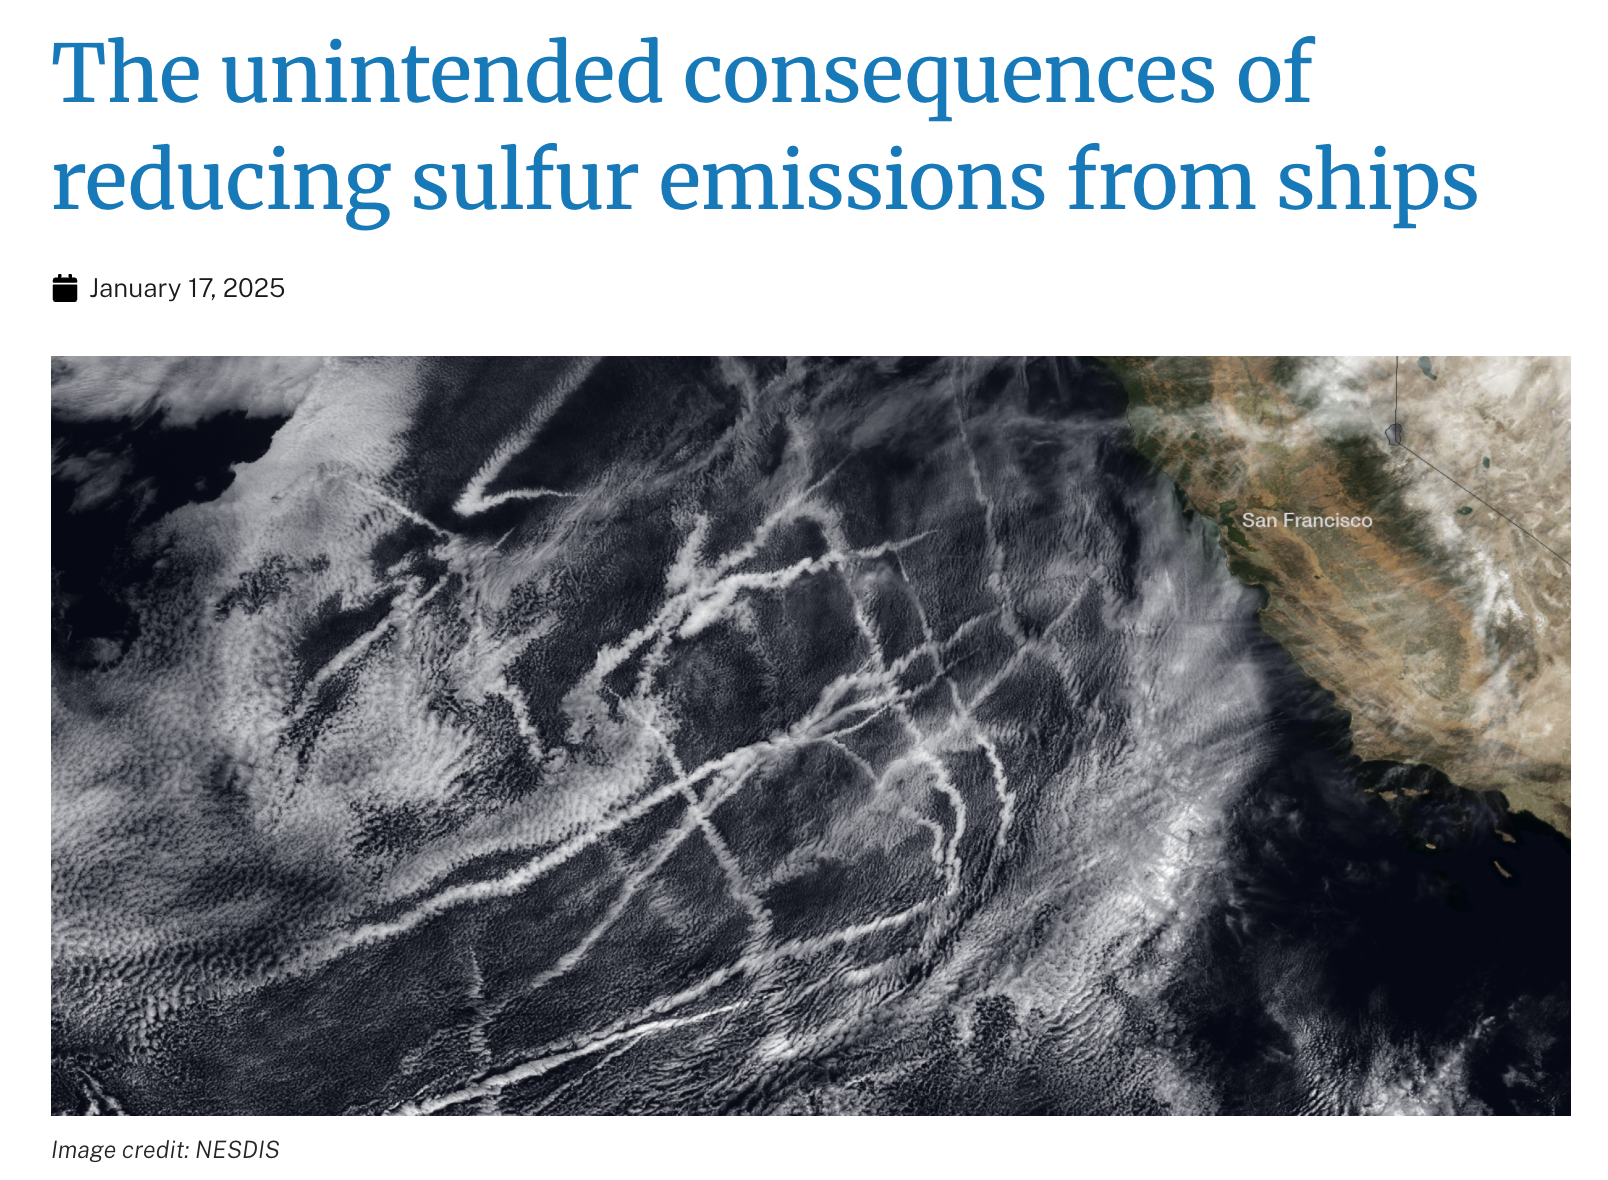 The unintended consequences of
reducing sulfur emissions from ships
January 17, 2025
San Francisco
Image credit: NESDIS